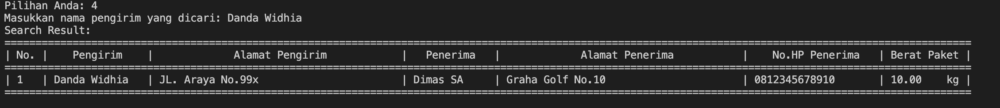 Pilihan Anda: 4
Masukkan nama pengirim yang dicari: Danda Widhia
Search Result:
============================================================================================================================================================
| No. |    Pengirim    |             Alamat Pengirim            |   Penerima   |             Alamat Penerima           |    No.HP Penerima   | Berat Paket |
============================================================================================================================================================
| 1   | Danda Widhia   | JL. Araya No.99x                       | Dimas SA     | Graha Golf No.10                      | 0812345678910       | 10.00    kg |
============================================================================================================================================================